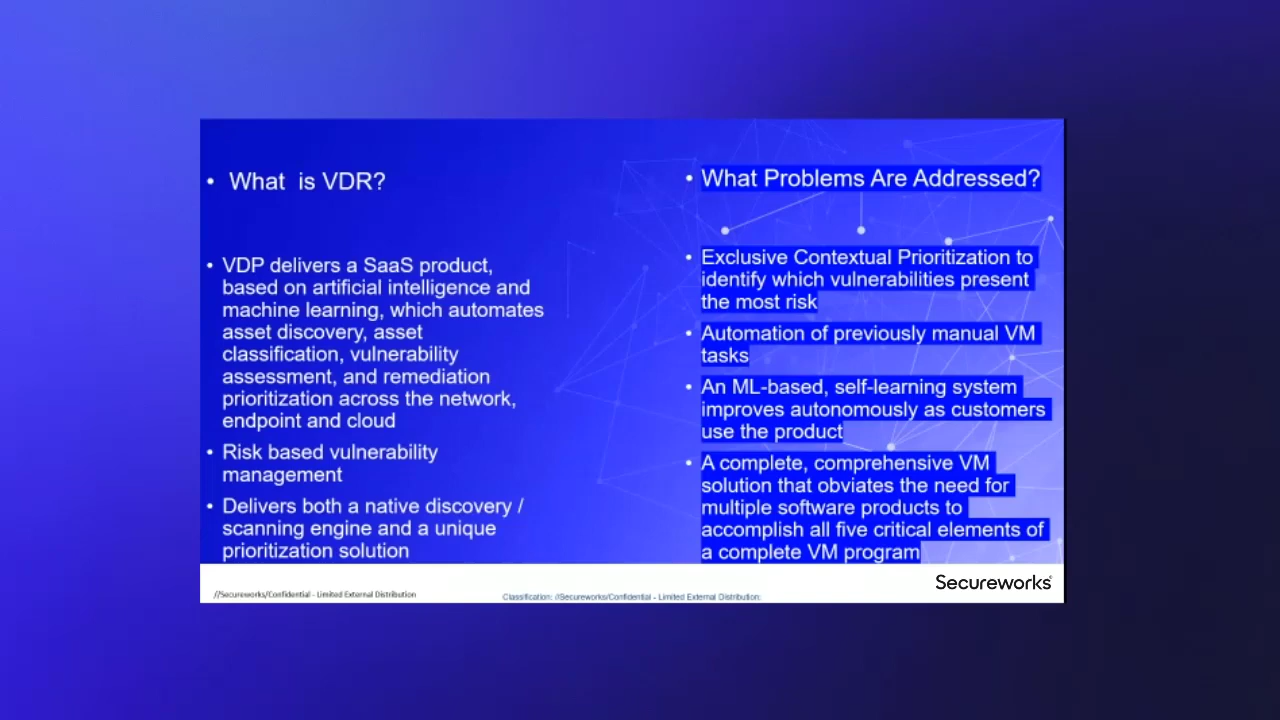 • What  is VDR?
• VDP delivers a SaaS product,
based on artificial intelligence and
machine learning, which automates
asset discovery, asset
classification, vulnerability
assessment, and remediation
prioritization across the network,
endpoint and cloud
• Risk based vulnerability
management
• Delivers both a native discovery /
scanning engine and a unique
prioritization solution
• What Problems Are Addressed?
• Exclusive Contextual Prioritization to
identify which vulnerabilities present
the most risk
• Automation of previously manual VM
tasks
• An ML-based, self-learning system
improves autonomously as customers
use the product
• A complete, comprehensive VM
solution that obviates the need for
multiple software products to
accomplish all five critical elements of
a complete VM program
//Secureworks/Confidential - Limited External Distribution
Classification: //Secureworks/Confidential - Limited External Distribution:
Secureworks